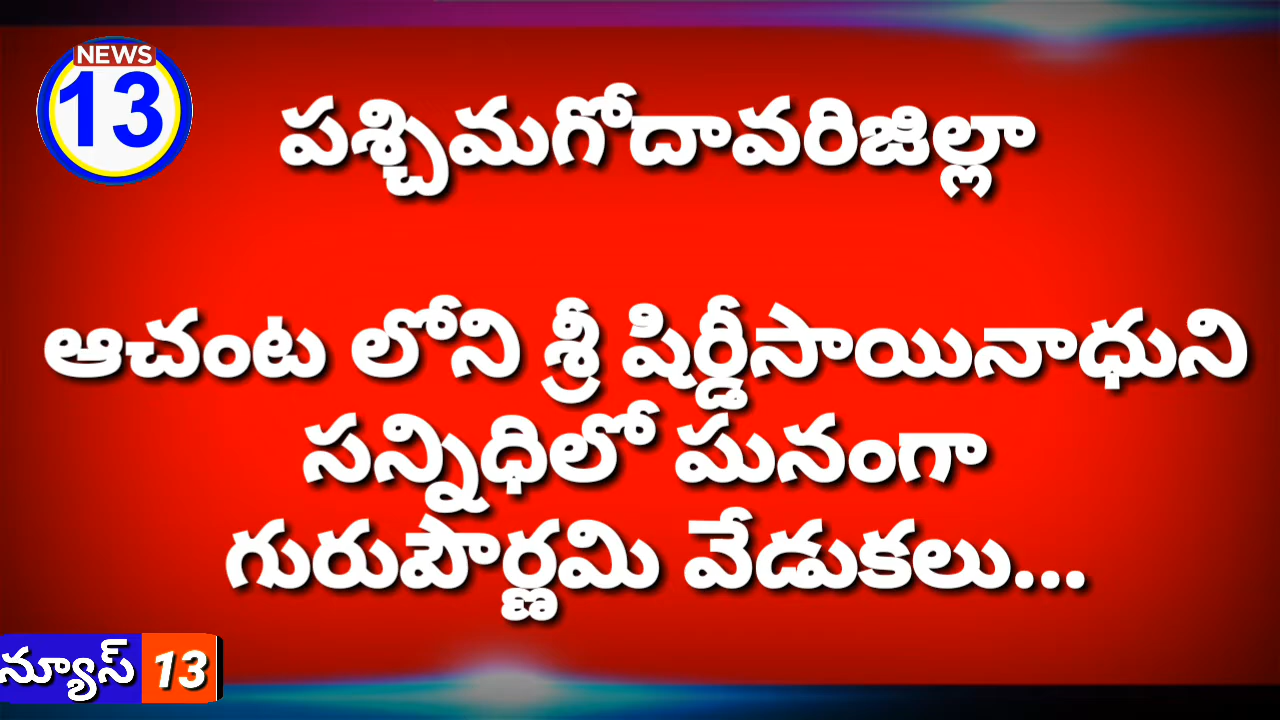 NEWS
13
పశ్చిమగోదావరిజిల్లా
ఆచంట లోని శ్రీ షిర్డీసాయినాధుని
సన్నిధిలో ఘనంగా
గురుపౌర్ణమి వేడుకలు...
న్యూస్ 13